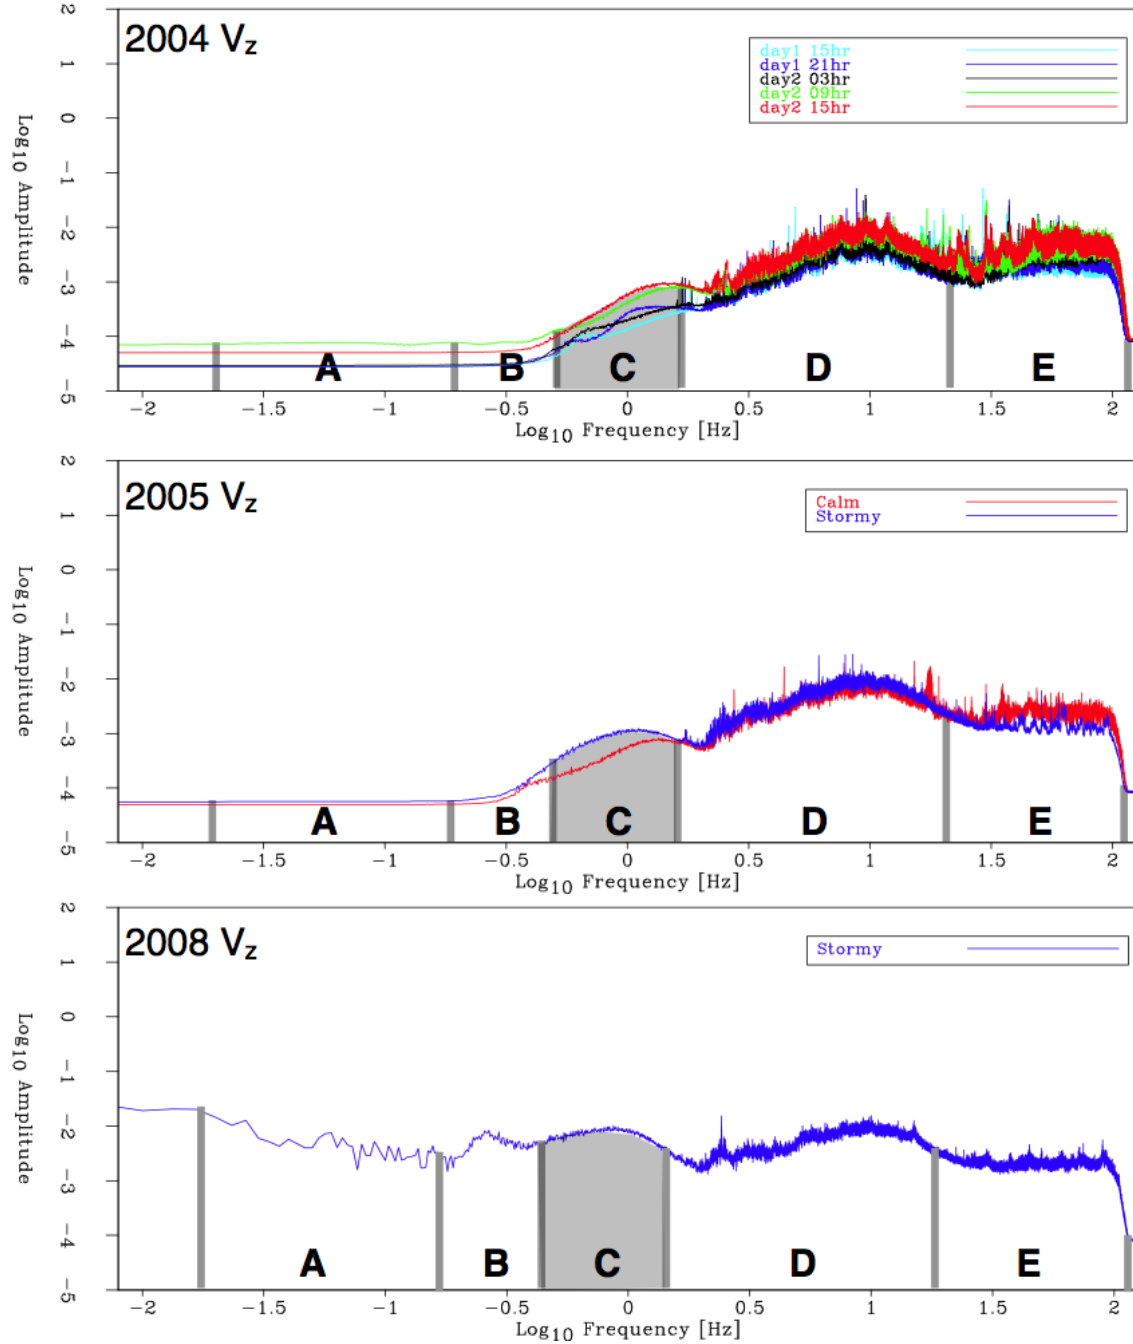 2004 Vz
2
1
0
-1
-2
-3
-4
-5
Log10 Amplitude
day1 15hr
day1 21hr
day2 03hr
day2 09hr
day2 15hr
A
B
C
D
E
-2
-1.5
-1
-0.5
0
0.5
1
1.5
2
Log10 Frequency [Hz]
2005 Vz
2
1
0
-1
-2
-3
-4
-5
Log10 Amplitude
Calm
Stormy
A
B
C
D
E
-2
-1.5
-1
-0.5
0
0.5
1
1.5
2
Log10 Frequency [Hz]
2008 Vz
2
1
0
-1
-2
-3
-4
-5
Log10 Amplitude
Stormy
A
B
C
D
E
-2
-1.5
-1
-0.5
0
0.5
1
1.5
2
Log10 Frequency [Hz]